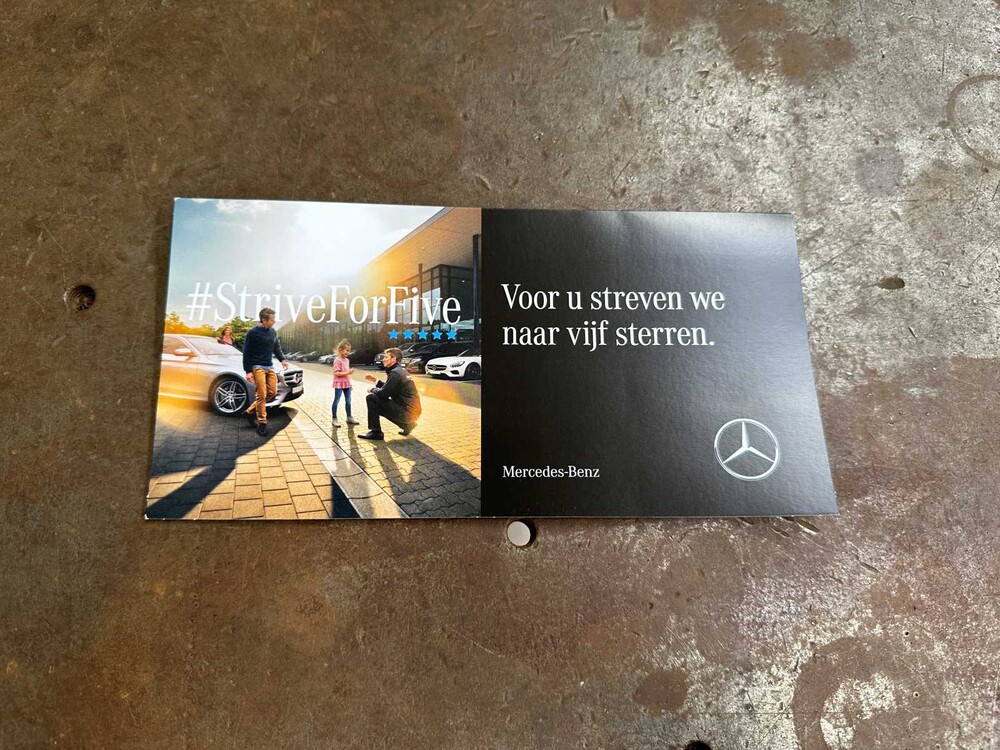 #StriveForFive
Voor u streven we
naar vijf sterren.
Mercedes-Benz